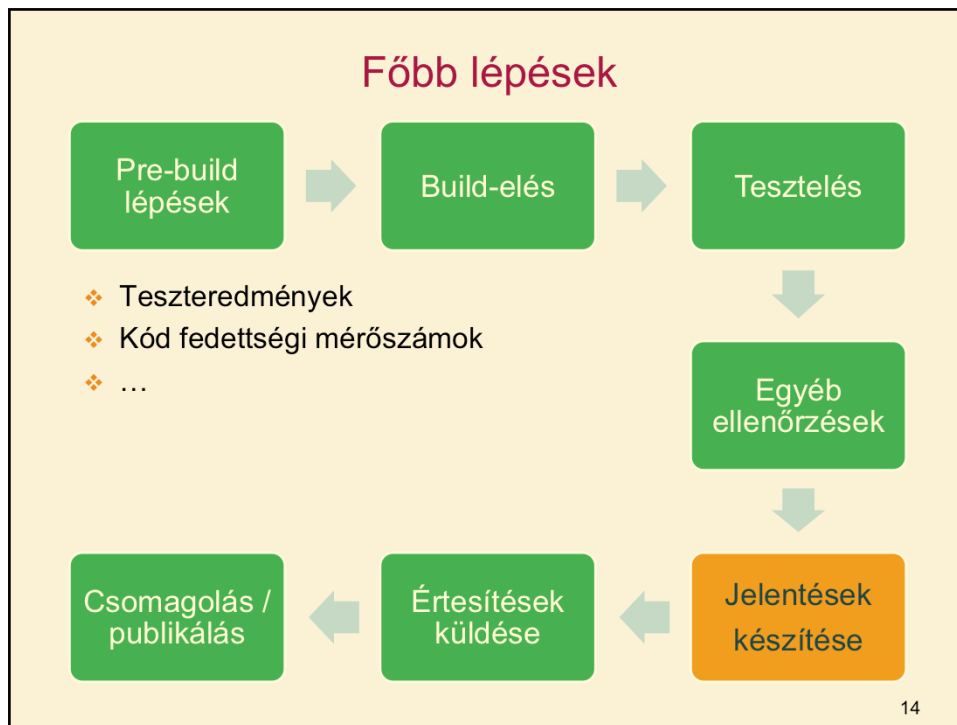 Főbb lépések
Pre-build
lépések
Build-elés
Tesztelés
Teszteredmények
Kód fedettségi mérőszámok
…
Egyéb
ellenőrzések
Jelentések
készítése
Értesítések
küldése
Csomagolás /
publikálás
14